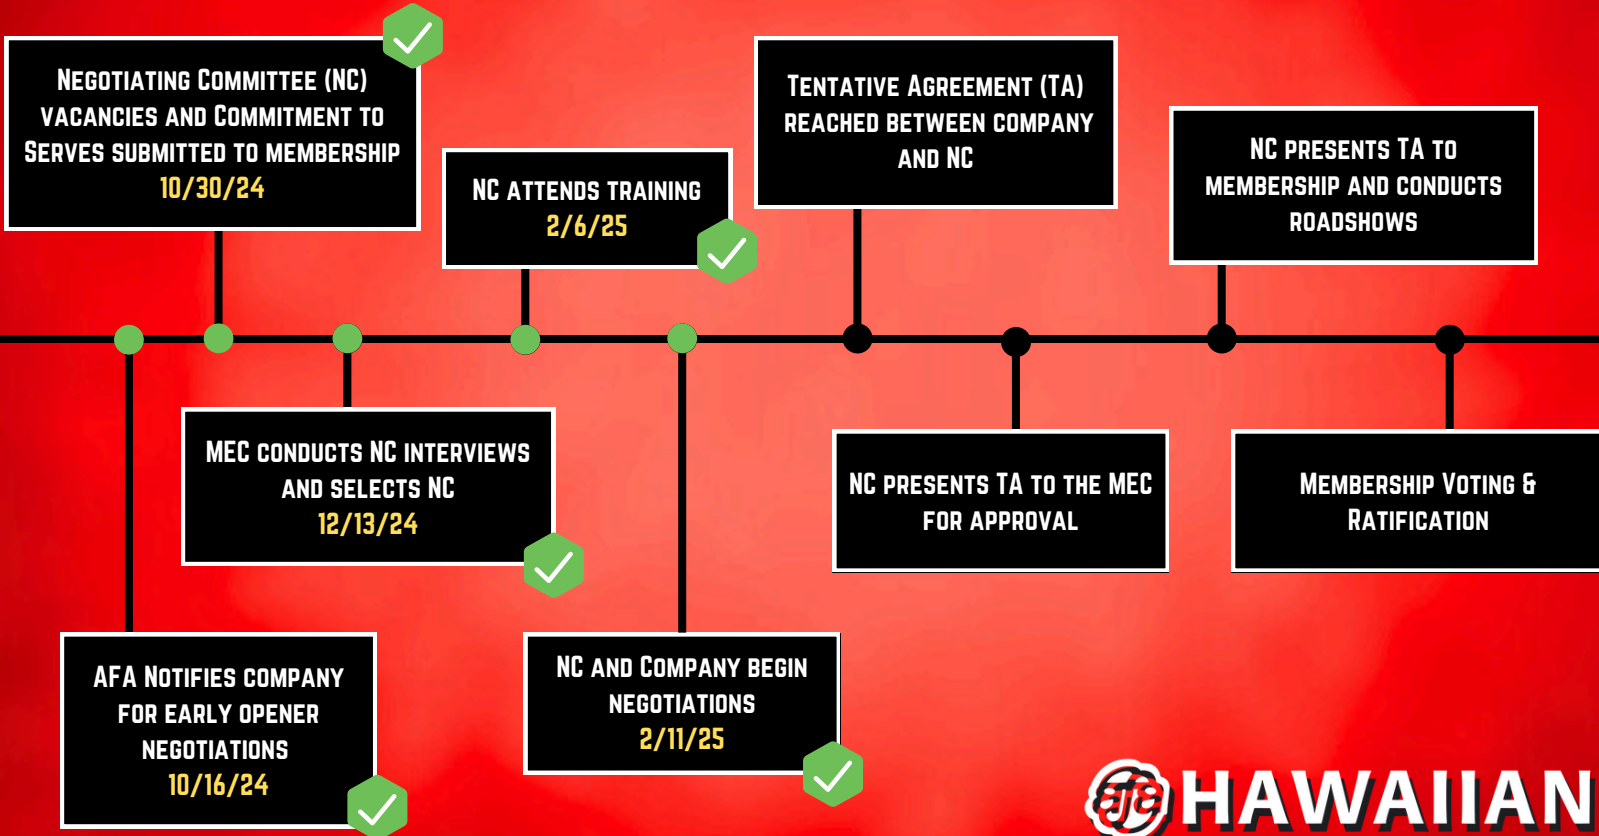 Negotiating Committee (NC)
vacancies and Commitment to
Serves submitted to membership
10/30/24
NC attends training
2/6/25
Tentative Agreement (TA)
reached between company
and NC
NC presents TA to
membership and conducts
roadshows
MEC conducts NC interviews
and selects NC
12/13/24
NC presents TA to the MEC
for approval
Membership Voting &
Ratification
AFA Notifies company
for early opener
negotiations
10/16/24
NC and Company begin
negotiations
2/11/25
HAWAIIAN